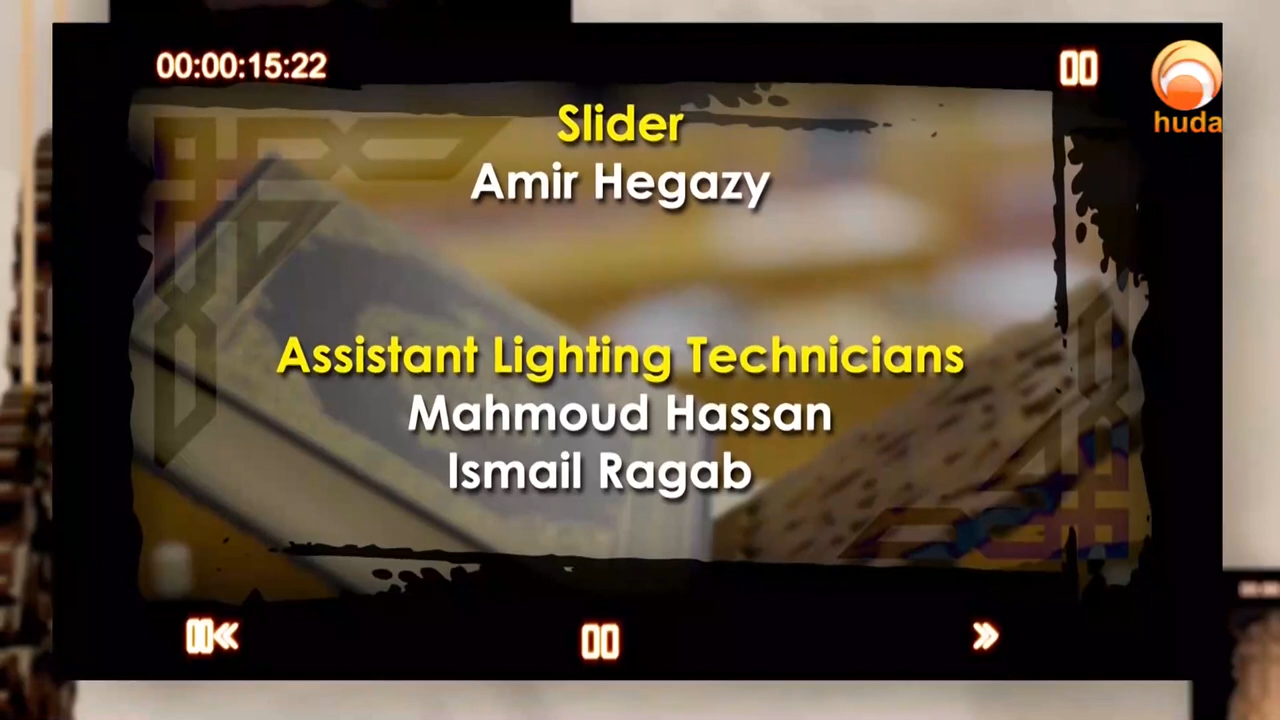 00:00:15:22
huda
Slider
Amir Hegazy
Assistant Lighting Technicians
Mahmoud Hassan
Ismail Ragab